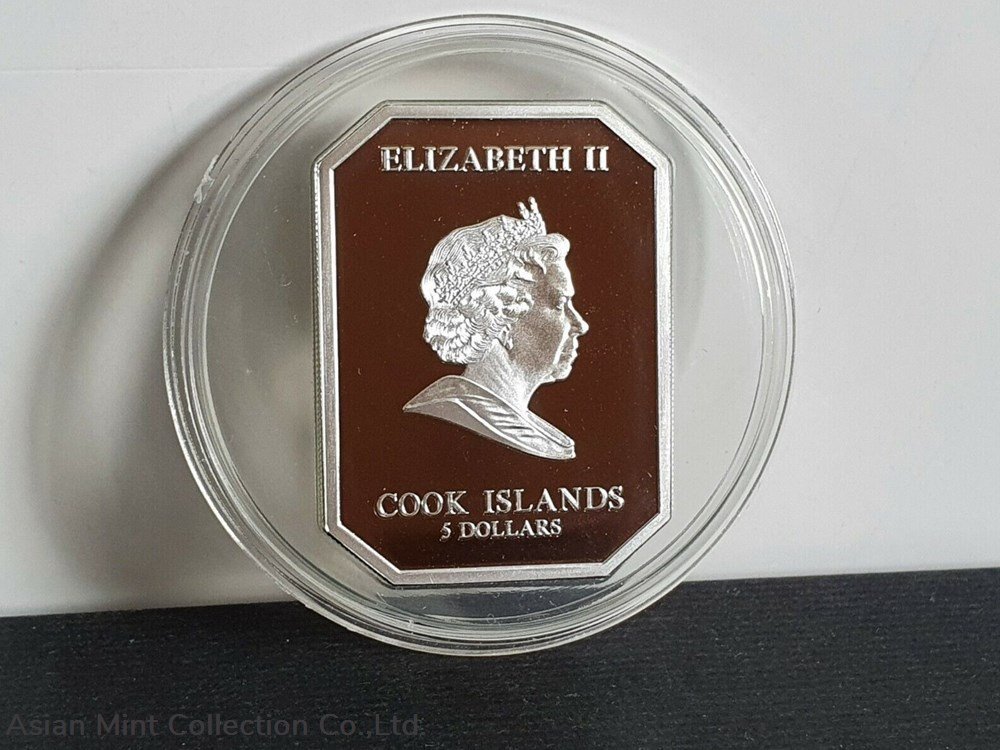 ELIZABETH II
COOK ISLANDS
5 DOLLARS
Asian Mint Collection Co.,Ltd.